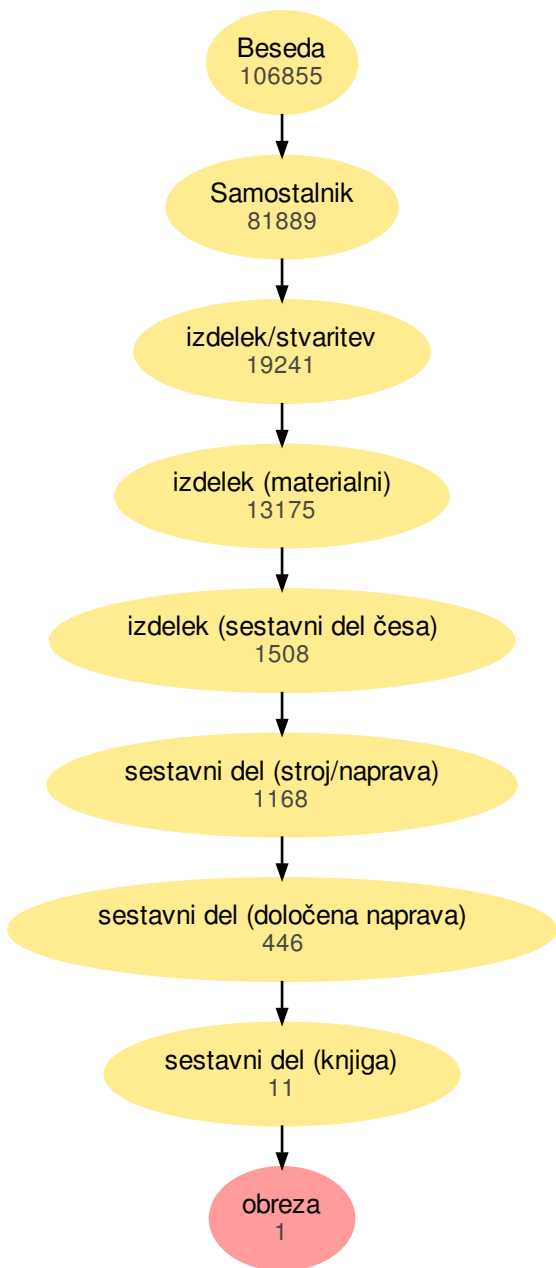 Beseda
106855
Samostalnik
81889
izdelek/stvaritev
19241
izdelek (materialni)
13175
izdelek (sestavni del česa)
1508
sestavni del (stroj/naprava)
1168
sestavni del (določena naprava)
446
sestavni del (knjiga)
11
obreza
1